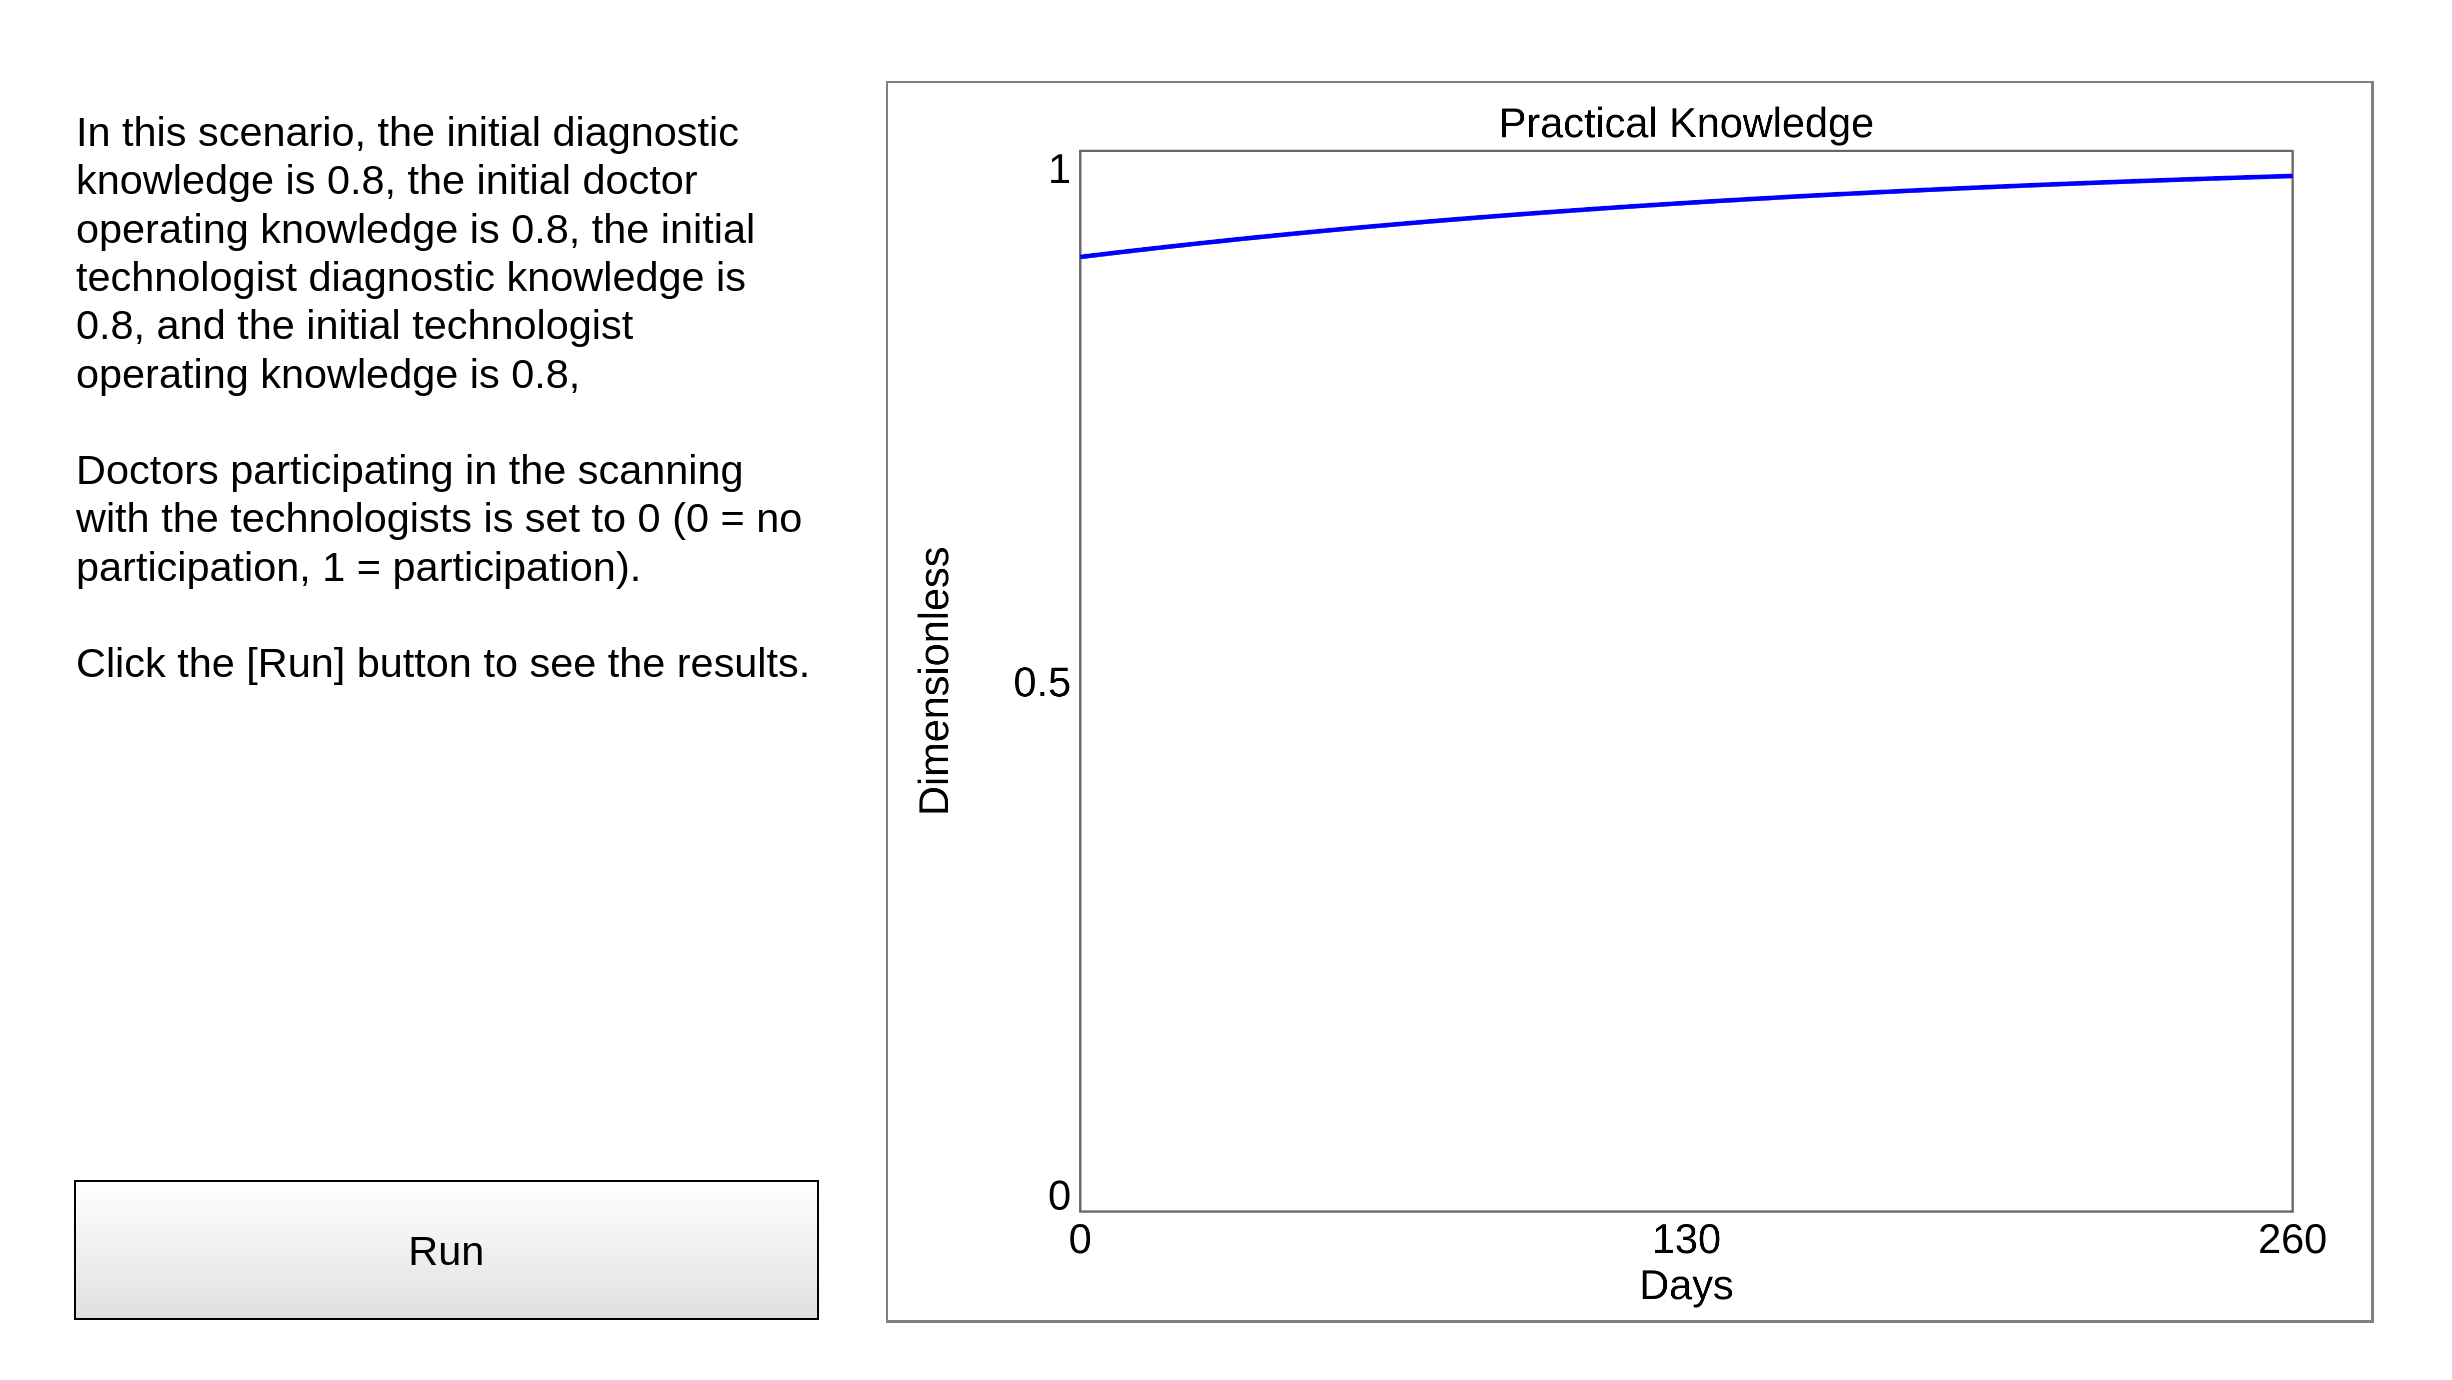 In this scenario, the initial diagnostic
knowledge is 0.8, the initial doctor
operating knowledge is 0.8, the initial
technologist diagnostic knowledge is
0.8, and the initial technologist
operating knowledge is 0.8,
Doctors participating in the scanning
with the technologists is set to 0 (0 = no
participation, 1 = participation).
Click the [Run] button to see the results.
Run
Practical Knowledge
1
Dimensionless
0.5
0
0
130
260
Days